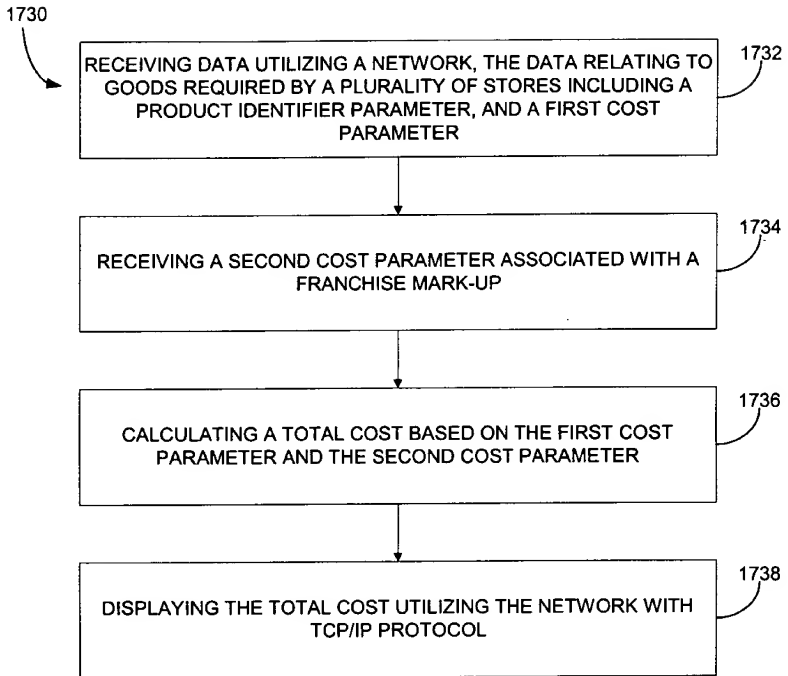 1730
RECEIVING DATA UTILIZING A NETWORK, THE DATA RELATING TO
GOODS REQUIRED BY A PLURALITY OF STORES INCLUDING A
PRODUCT IDENTIFIER PARAMETER, AND A FIRST COST
PARAMETER
1732
RECEIVING A SECOND COST PARAMETER ASSOCIATED WITH A
FRANCHISE MARK-UP
1734
CALCULATING A TOTAL COST BASED ON THE FIRST COST
PARAMETER AND THE SECOND COST PARAMETER
1736
DISPLAYING THE TOTAL COST UTILIZING THE NETWORK WITH
TCP/IP PROTOCOL
1738